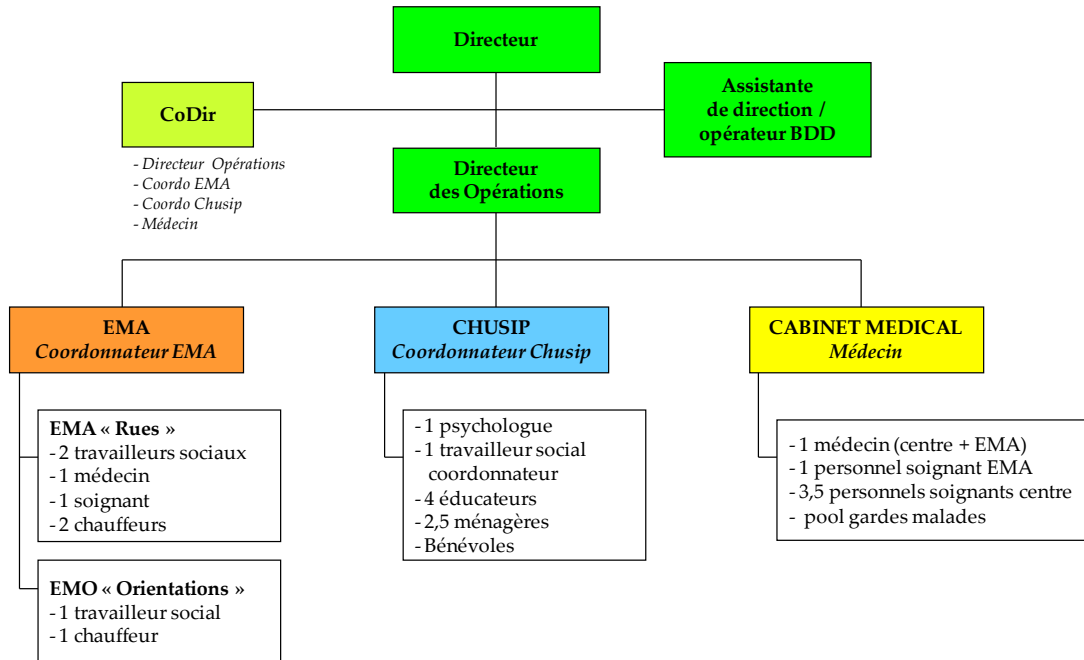 Directeur
CoDir
- Directeur Opérations
- Coordo EMA
- Coordo Chusip
- Médecin
Assistante
de direction /
opérateur BDD
Directeur
des Opérations
EMA
Coordonnateur EMA
CHUSIP
Coordonnateur Chusip
CABINET MEDICAL
Médecin
EMA « Rues »
- 2 travailleurs sociaux
- 1 médecin
- 1 soignant
- 2 chauffeurs
EMO « Orientations »
- 1 travailleur social
- 1 chauffeur
- 1 psychologue
- 1 travailleur social
coordonnateur
- 4 éducateurs
- 2,5 ménagères
- Bénévoles
- 1 médecin (centre + EMA)
- 1 personnel soignant EMA
- 3,5 personnels soignants centre
- pool gardes malades